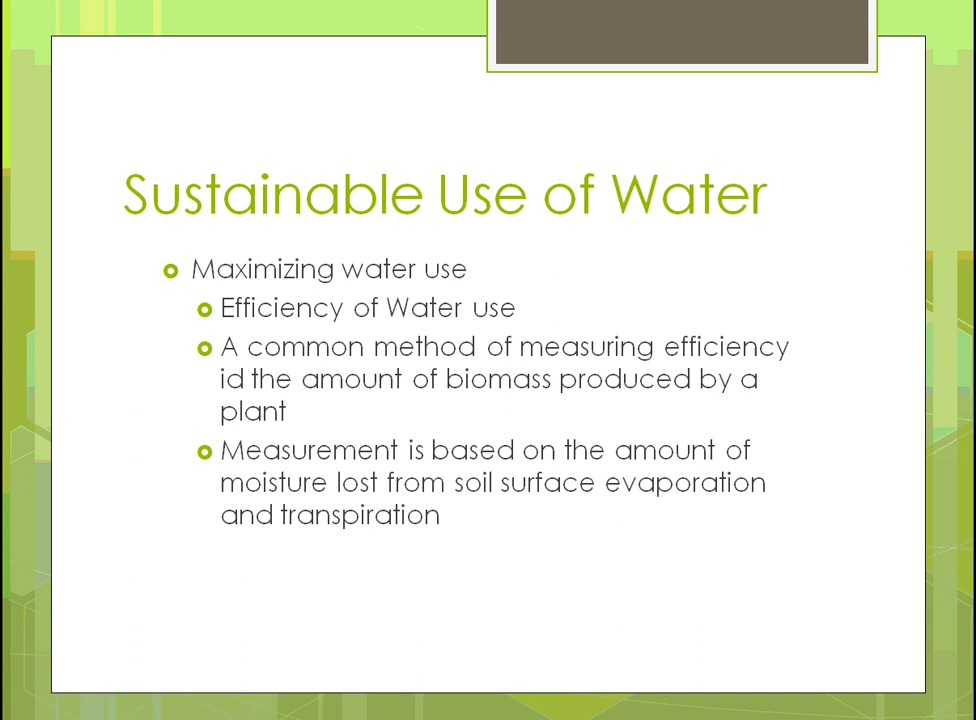 Sustainable Use of Water
Maximizing water use
Efficiency of Water use
A common method of measuring efficiency
id the amount of biomass produced by a
plant
Measurement is based on the amount of
moisture lost from soil surface evaporation
and transpiration